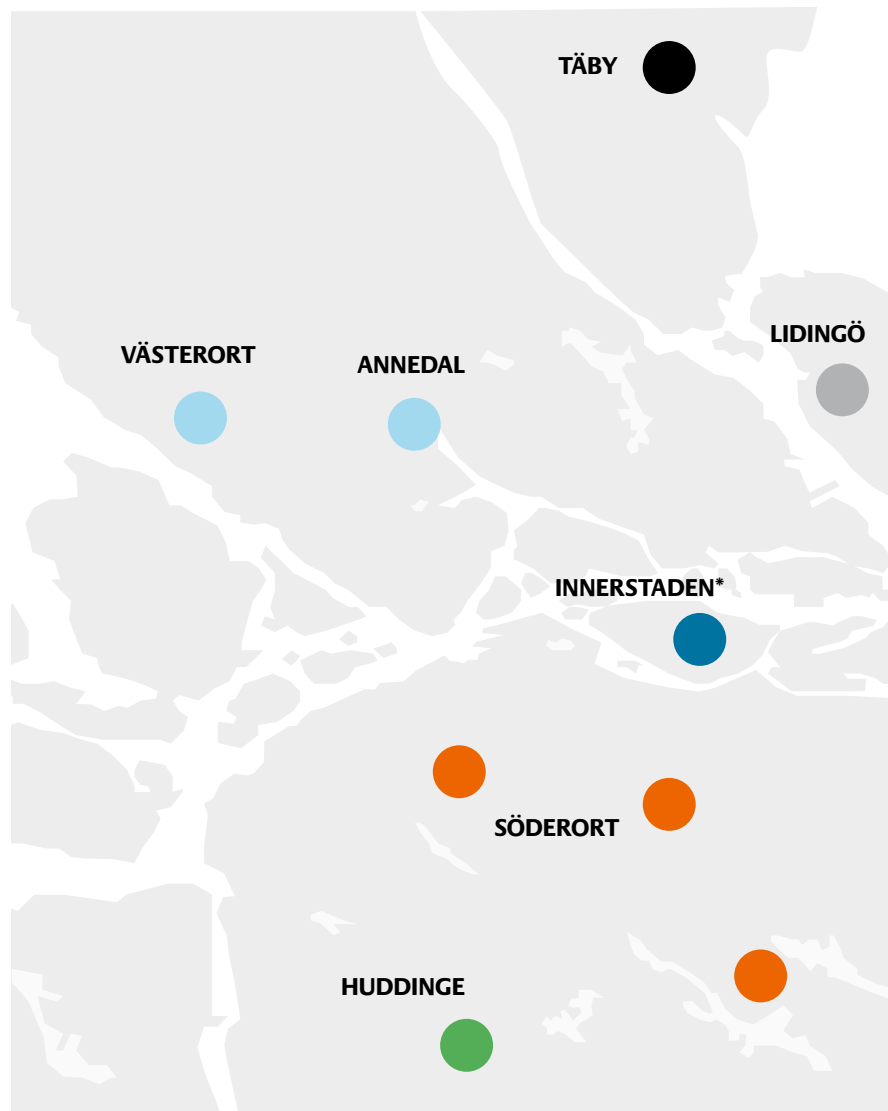 TÄBY
LIDINGÖ
VÄSTERORT
ANNEDAL
INNERSTADEN*
SÖDERORT
HUDDINGE